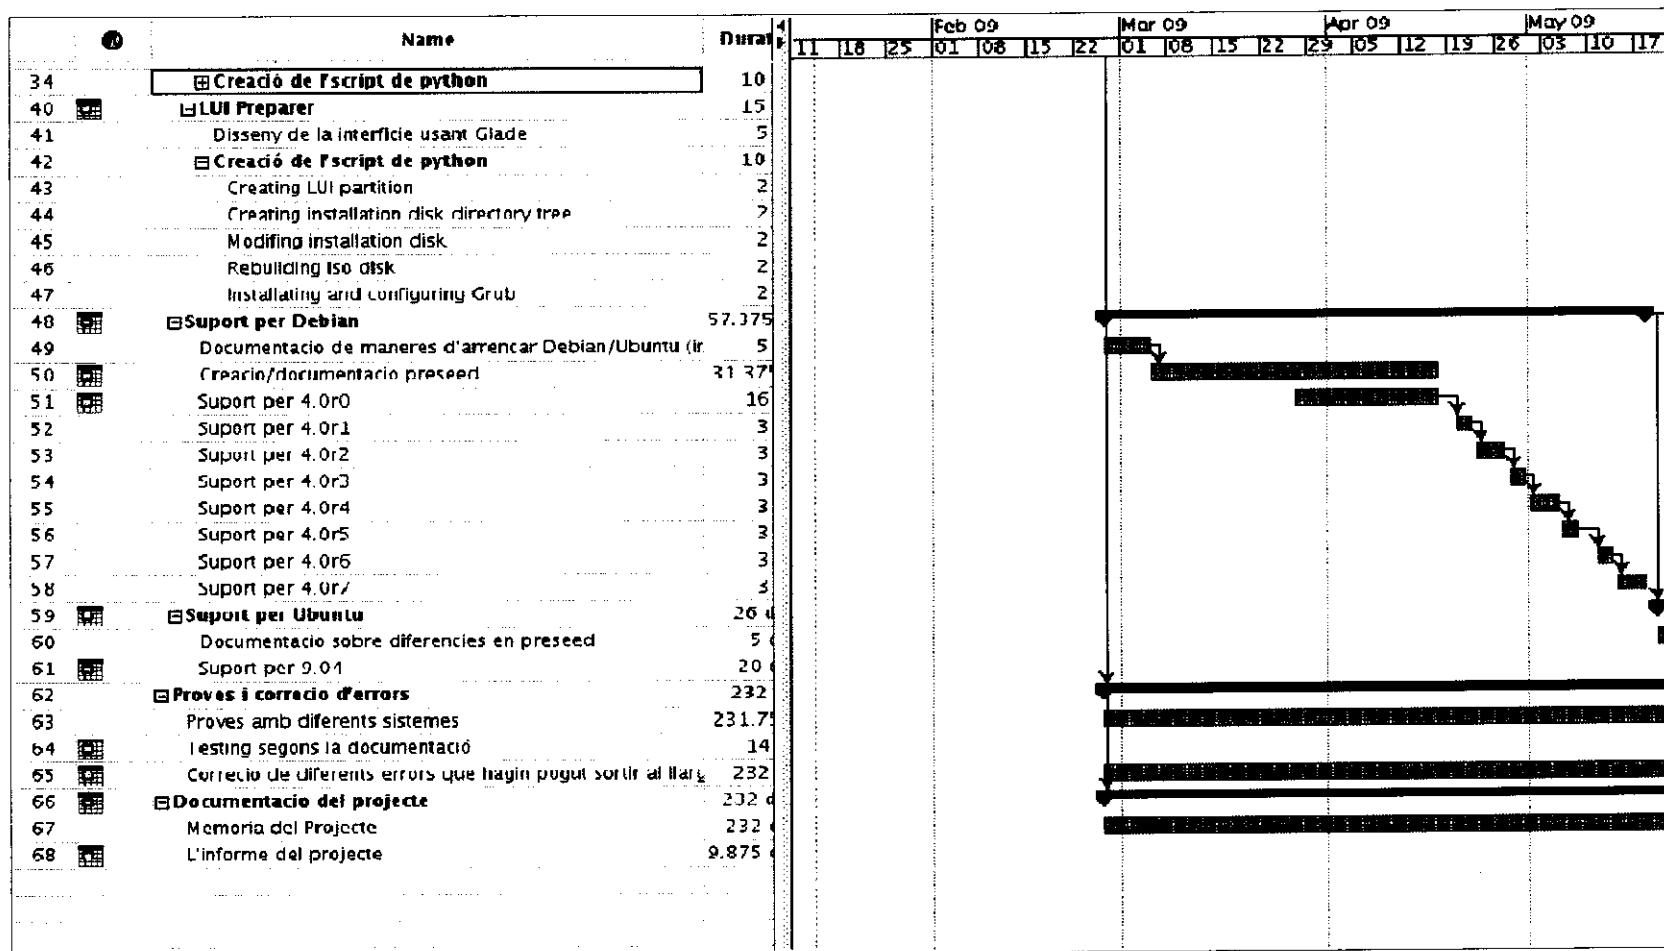 Name Durat Feb 09 Mar 09 Apr 09 May 09
11 18 25 01 08 15 22 01 08 15 22 29 05 12 19 26 03 10 17
34 Creació de l'script de python 10
40 LUI Preparer 15
41 Disseny de la interfície usant Glade 5
42 Creació de l'script de python 10
43 Creating LUI partition 2
44 Creating installation disk directory tree 2
45 Modifing installation disk 2
46 Rebuilding iso disk 2
47 Installating and configuring Grub 2
48 Suport per Debian 57.375
49 Documentacio de maneres d'arrencar Debian/Ubuntu (ir 5
50 Creacio/documentacio preseed 31.375
51 Suport per 4.0r0 16
52 Suport per 4.0r1 3
53 Suport per 4.0r2 3
54 Suport per 4.0r3 3
55 Suport per 4.0r4 3
56 Suport per 4.0r5 3
57 Suport per 4.0r6 3
58 Suport per 4.0r7 3
59 Suport per Ubuntu 26 d
60 Documentacio sobre diferencies en preseed 5 d
61 Suport per 9.04 20 d
62 Proves i correcio d'errors 232
63 Proves amb diferents sistemes 231.75
64 Testing segons la documentació 14
65 Correcio de diferents errors que hagin pogut sortir al llarg 232
66 Documentacio del projecte 232 d
67 Memoria del Projecte 232 d
68 L'informe del projecte 9.875 d